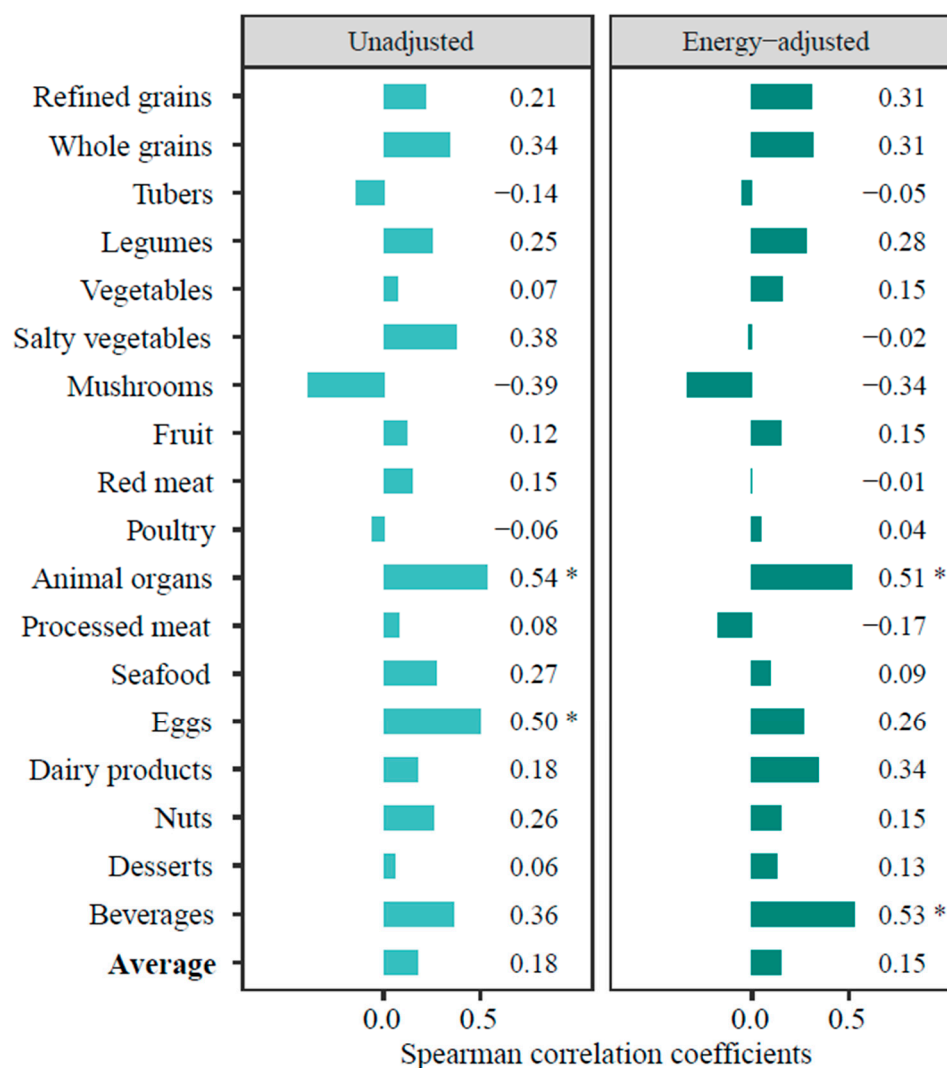 Unadjusted Energy−adjusted
Refined grains 0.21 0.31
Whole grains 0.34 0.31
Tubers −0.14 −0.05
Legumes 0.25 0.28
Vegetables 0.07 0.15
Salty vegetables 0.38 −0.02
Mushrooms −0.39 −0.34
Fruit 0.12 0.15
Red meat 0.15 −0.01
Poultry −0.06 0.04
Animal organs 0.54 * 0.51 *
Processed meat 0.08 −0.17
Seafood 0.27 0.09
Eggs 0.50 * 0.26
Dairy products 0.18 0.34
Nuts 0.26 0.15
Desserts 0.06 0.13
Beverages 0.36 0.53 *
Average 0.18 0.15
0.0 0.5 0.0 0.5
Spearman correlation coefficients